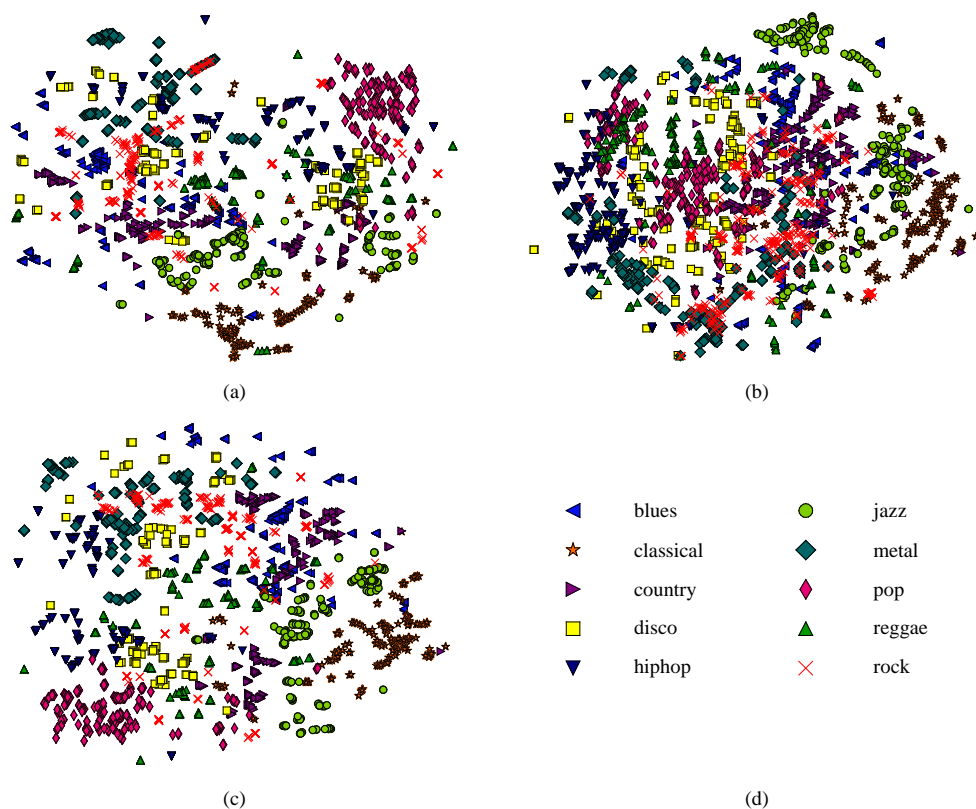 (a)
(b)
blues
jazz
classical
metal
country
pop
disco
reggae
hiphop
rock
(c)
(d)